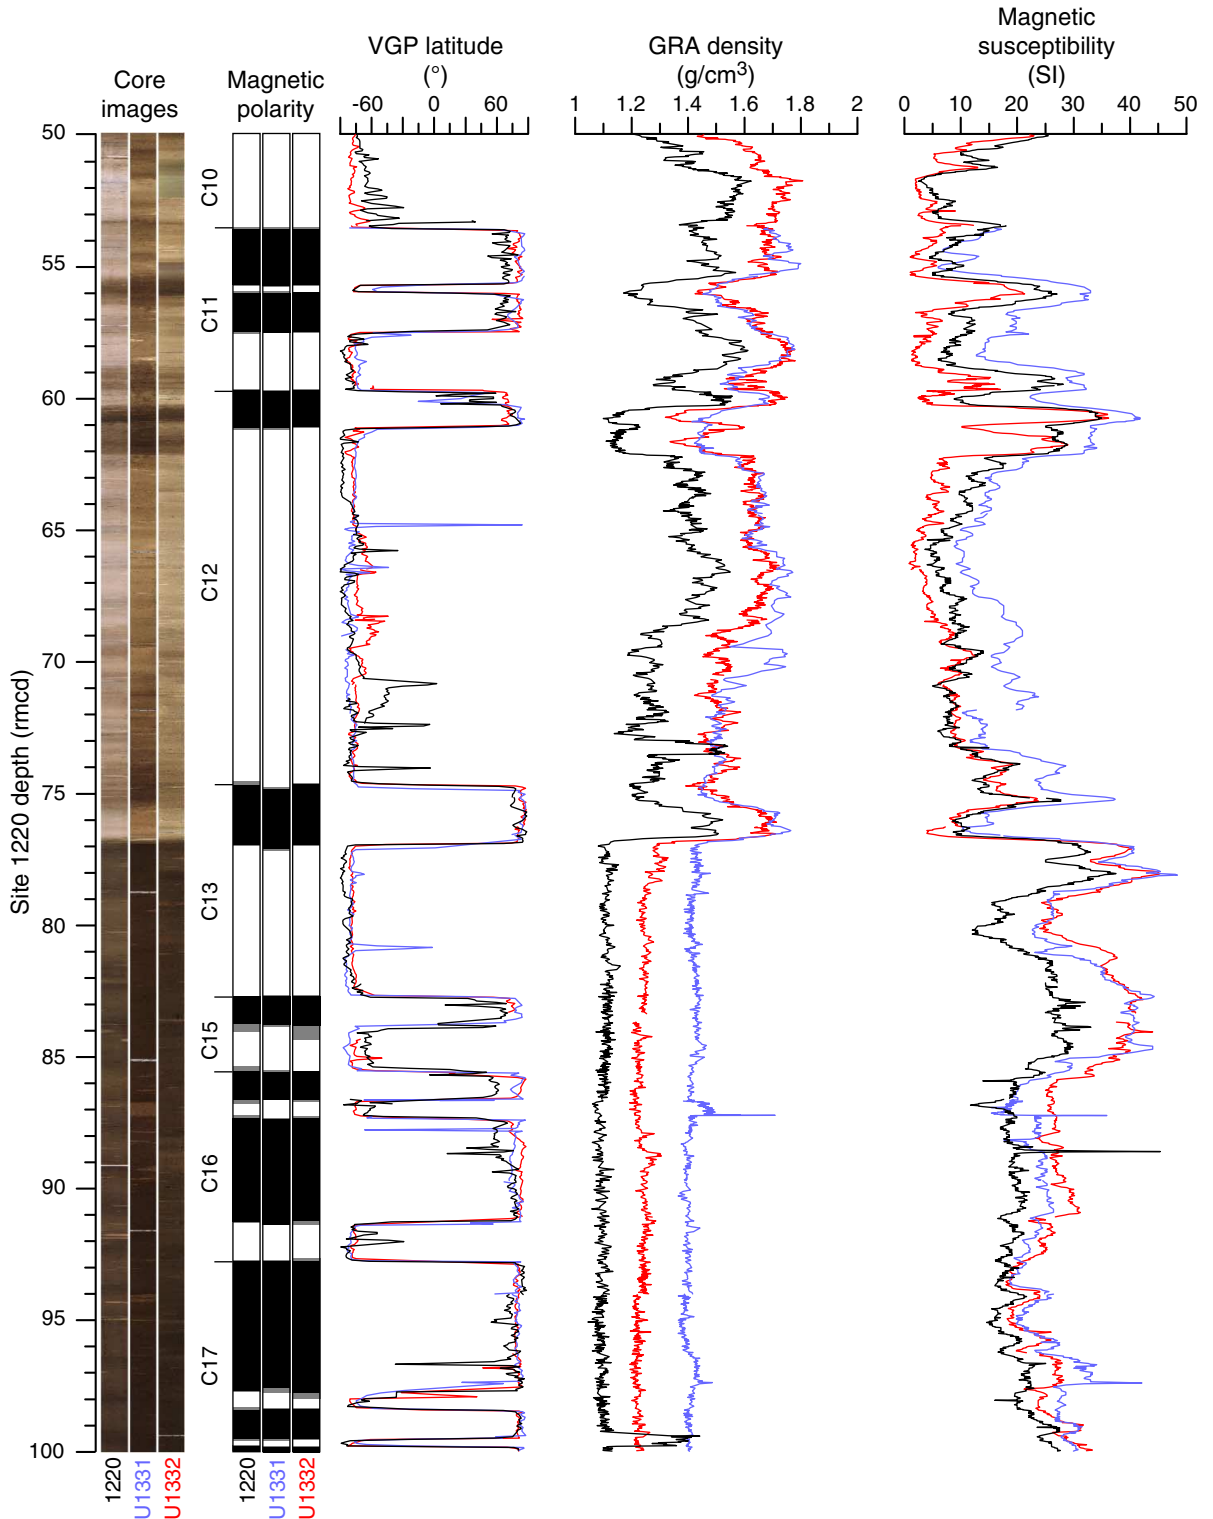 Magnetic
VGP latitude GRA density susceptibility
Core Magnetic (°) (g/cm³) (SI)
images polarity -60 0 60 1 1.2 1.4 1.6 1.8 2 0 10 20 30 40 50
50
C10
55
C11
60
65
C12
70
Site 1220 depth (rmcd)
75
C13
80
C15
85
C16
90
95
C17
100
1220 U1331 U1332 1220 U1331 U1332